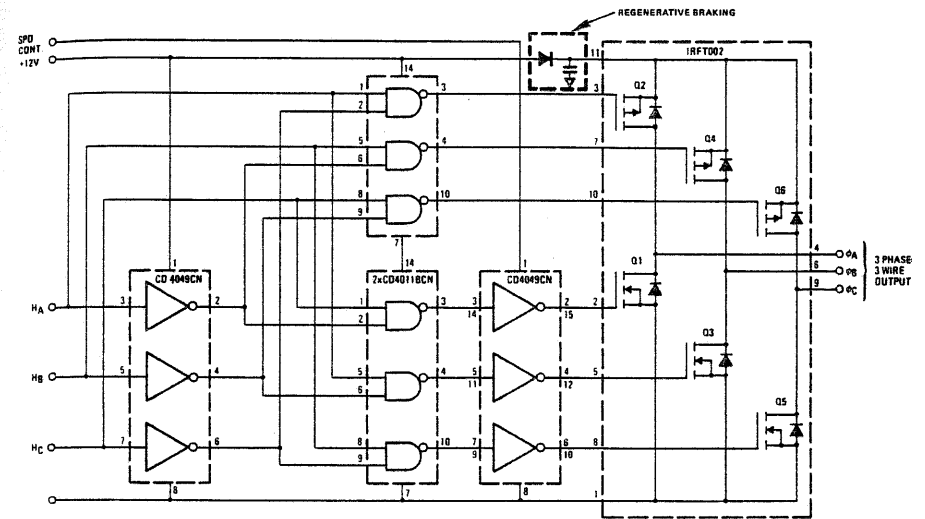 REGENERATIVE BRAKING
SPD
CONT.
+12V
11
IRFT002
14
1
2
3
3
Q2
5
6
4
7
Q4
8
9
10
10
Q6
7
4
ΦA
6
ΦB
9
ΦC
3 PHASE
3 WIRE
OUTPUT
1
CD 4049CN
14
2xCD4011BCN
1
CD4049CN
Q1
HA
3
2
1
2
3
14
2
15
2
Q3
HB
5
4
5
6
4
5
11
4
12
5
Q5
HC
7
6
8
9
10
7
9
6
10
8
8
7
8
1